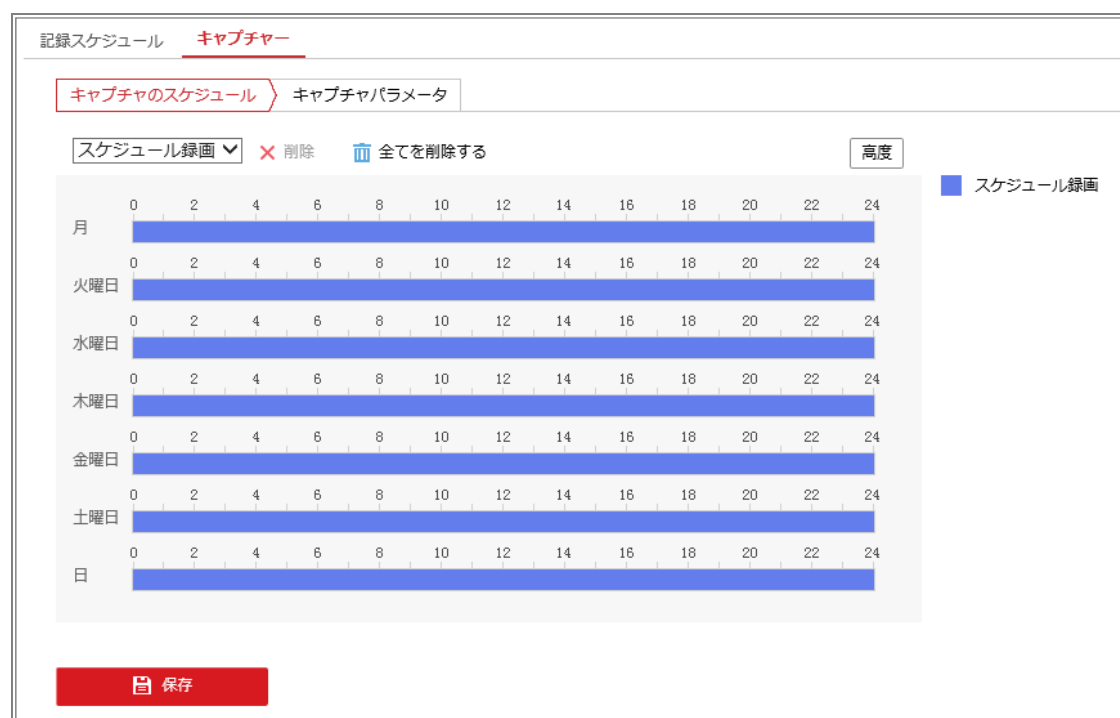 記録スケジュール キャプチャー
キャプチャのスケジュール キャプチャパラメータ
スケジュール録画 削除 全てを削除する 高度
スケジュール録画
0 2 4 6 8 10 12 14 16 18 20 22 24
月
0 2 4 6 8 10 12 14 16 18 20 22 24
火曜日
0 2 4 6 8 10 12 14 16 18 20 22 24
水曜日
0 2 4 6 8 10 12 14 16 18 20 22 24
木曜日
0 2 4 6 8 10 12 14 16 18 20 22 24
金曜日
0 2 4 6 8 10 12 14 16 18 20 22 24
土曜日
0 2 4 6 8 10 12 14 16 18 20 22 24
日
保存